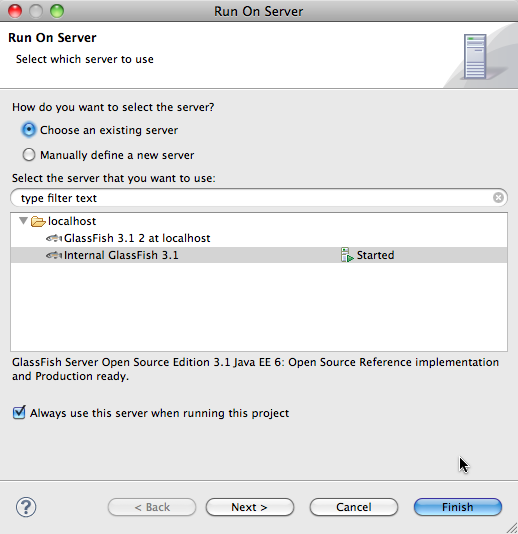 Run On Server
Run On Server
Select which server to use
How do you want to select the server?
Choose an existing server
Manually define a new server
Select the server that you want to use:
type filter text
localhost
GlassFish 3.1 2 at localhost
Internal GlassFish 3.1 Started
GlassFish Server Open Source Edition 3.1 Java EE 6: Open Source Reference implementation
and Production ready.
Always use this server when running this project
? < Back Next > Cancel Finish